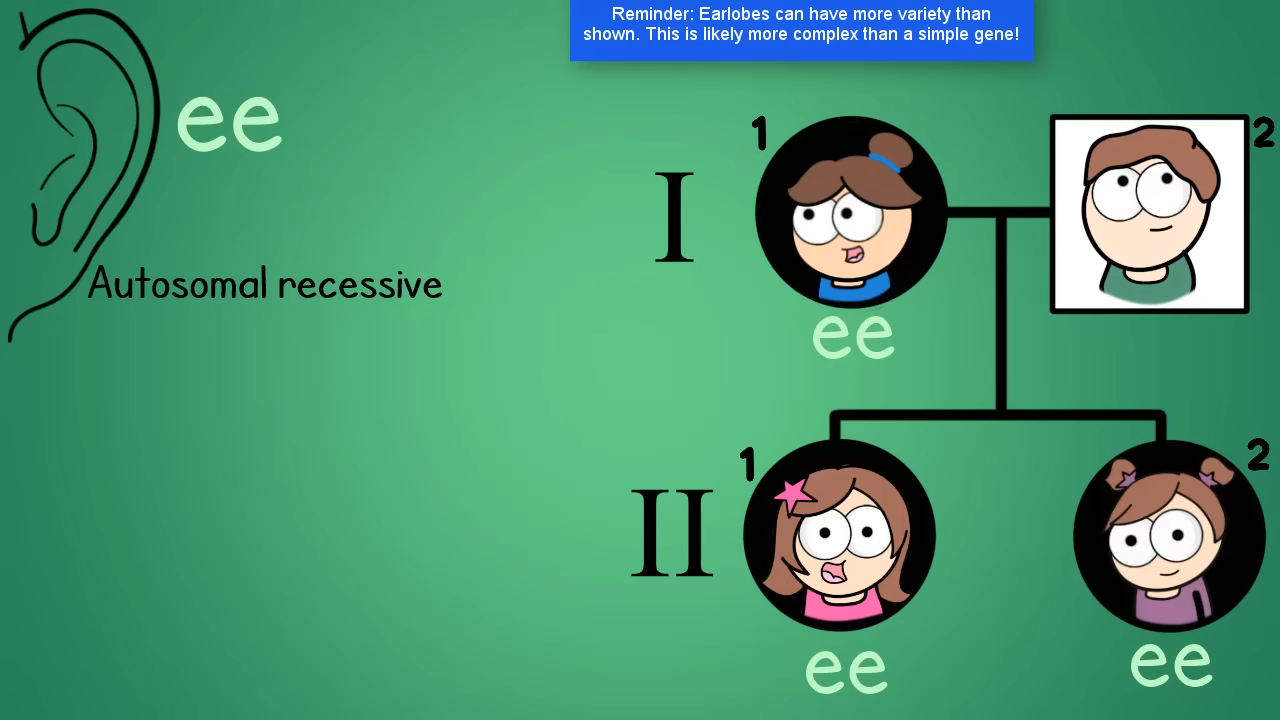 Reminder: Earlobes can have more variety than
shown. This is likely more complex than a simple gene!
ee
Autosomal recessive
I
1
2
ee
II
1
2
ee
ee